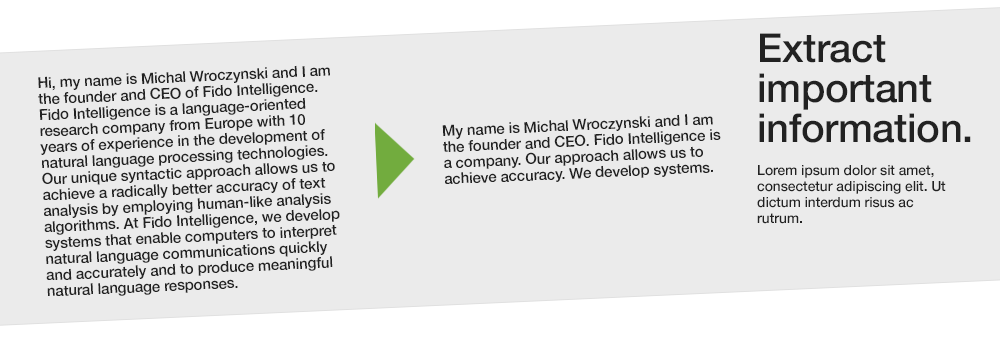 Hi, my name is Michal Wroczynski and I am
the founder and CEO of Fido Intelligence.
Fido Intelligence is a language-oriented
research company from Europe with 10
years of experience in the development of
natural language processing technologies.
Our unique syntactic approach allows us to
achieve a radically better accuracy of text
analysis by employing human-like analysis
algorithms. At Fido Intelligence, we develop
systems that enable computers to interpret
natural language communications quickly
and accurately and to produce meaningful
natural language responses.
My name is Michal Wroczynski and I am
the founder and CEO. Fido Intelligence is
a company. Our approach allows us to
achieve accuracy. We develop systems.
Extract
important
information.
Lorem ipsum dolor sit amet,
consectetur adipiscing elit. Ut
dictum interdum risus ac
rutrum.